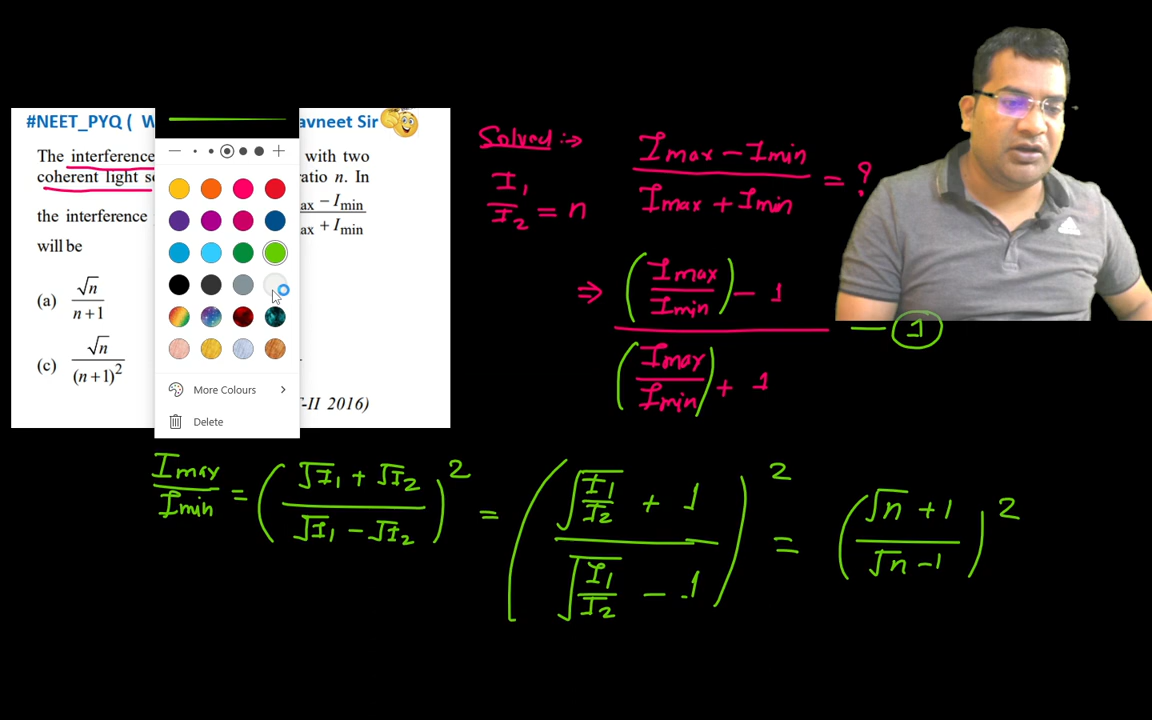 #NEET_PYQ ( W
avneet Sir
The interference
with two
coherent light s
atio n. In
the interference
ax − Imin
ax + Imin
will be
(a) √n/(n+1)
(c) √n/(n+1)²
-II 2016)
More Colours
Delete
Solved :⇒
I₁/I₂ = n
(Imax − Imin)/(Imax + Imin) = ?
⇒ ((Imax/Imin) − 1)/((Imax/Imin) + 1) — 1
Imax/Imin = ((√I₁ + √I₂)/(√I₁ − √I₂))² = ((√(I₁/I₂) + 1)/(√(I₁/I₂) − 1))² = ((√n + 1)/(√n − 1))²